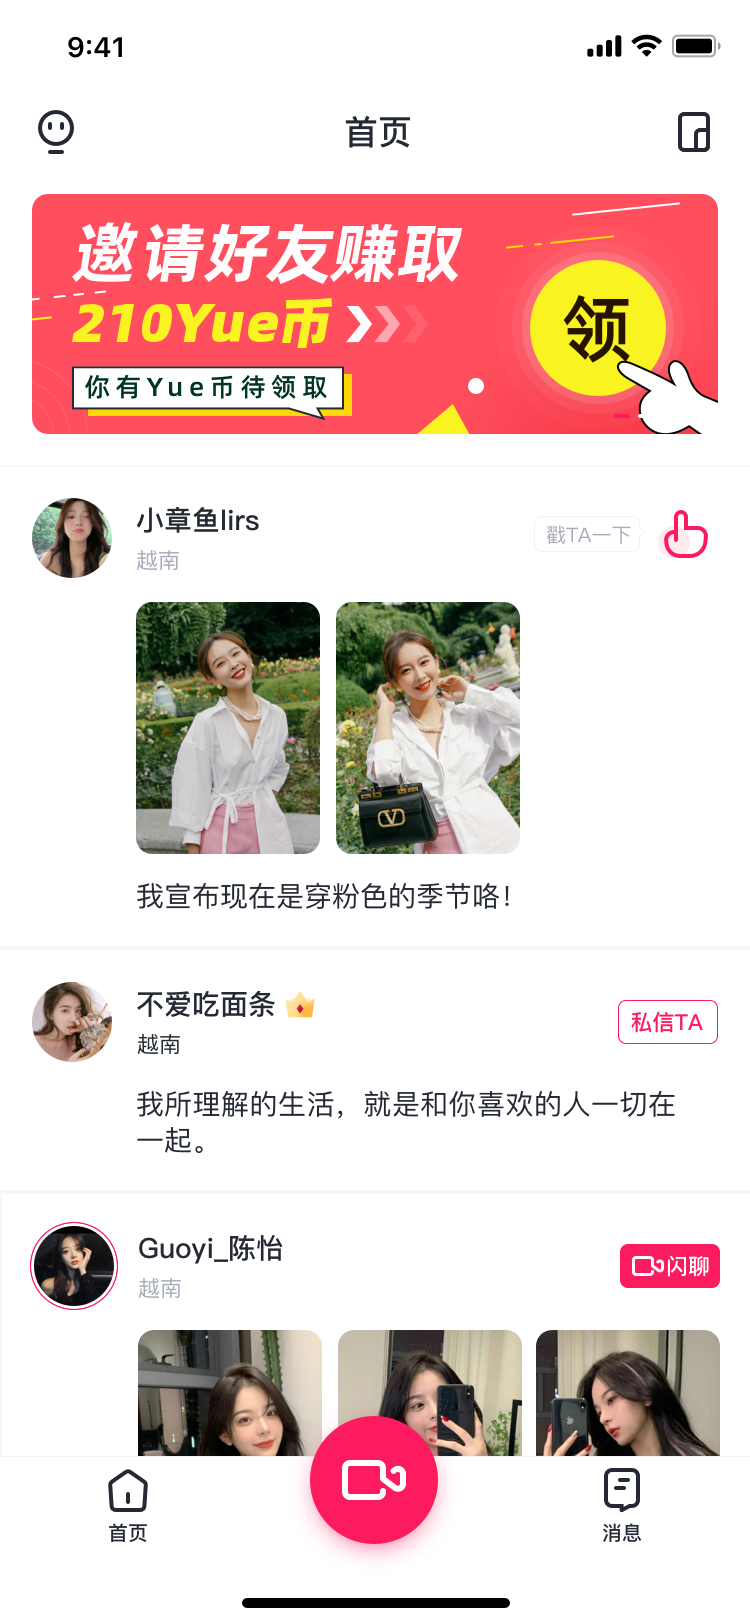 9:41
首页
邀请好友赚取
210Yue币
领
你有Yue币待领取
小章鱼lirs
戳TA一下
越南
我宣布现在是穿粉色的季节咯！
不爱吃面条
私信TA
越南
我所理解的生活，就是和你喜欢的人一切在
一起。
Guoyi_陈怡
闪聊
越南
首页
消息